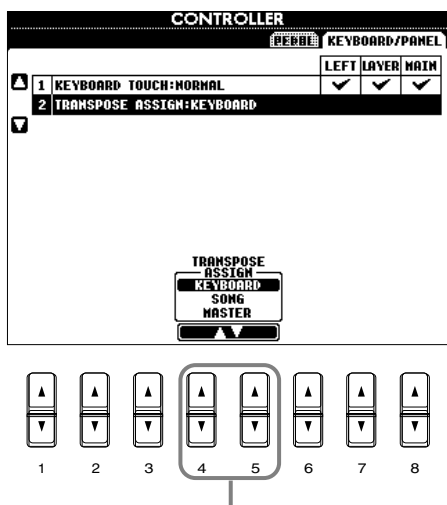 CONTROLLER
PEDAL KEYBOARD/PANEL
LEFT LAYER MAIN
1 KEYBOARD TOUCH:NORMAL
2 TRANSPOSE ASSIGN:KEYBOARD
TRANSPOSE
ASSIGN
KEYBOARD
SONG
MASTER
1 2 3 4 5 6 7 8